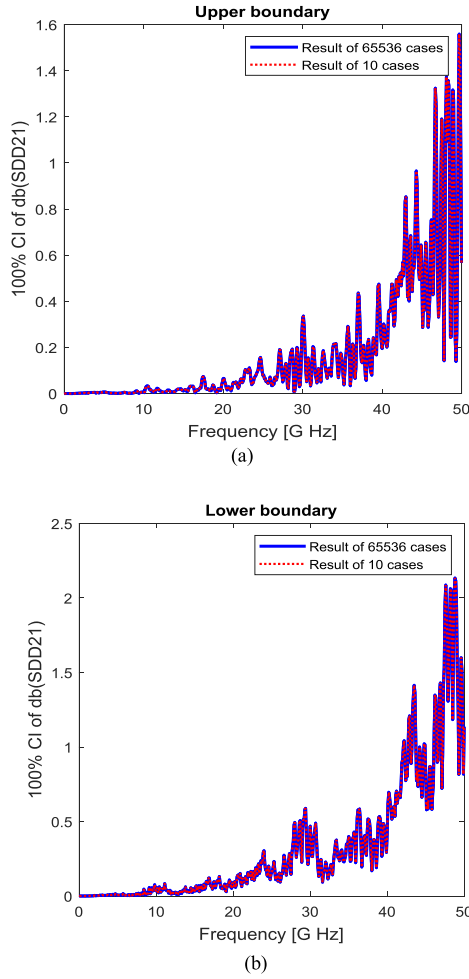 Upper boundary
1.6
1.4
1.2
1
0.8
0.6
0.4
0.2
0
100% CI of db(SDD21)
Result of 65536 cases
Result of 10 cases
0 10 20 30 40 50
Frequency [G Hz]
(a)
Lower boundary
2.5
2
1.5
1
0.5
0
100% CI of db(SDD21)
Result of 65536 cases
Result of 10 cases
0 10 20 30 40 50
Frequency [G Hz]
(b)